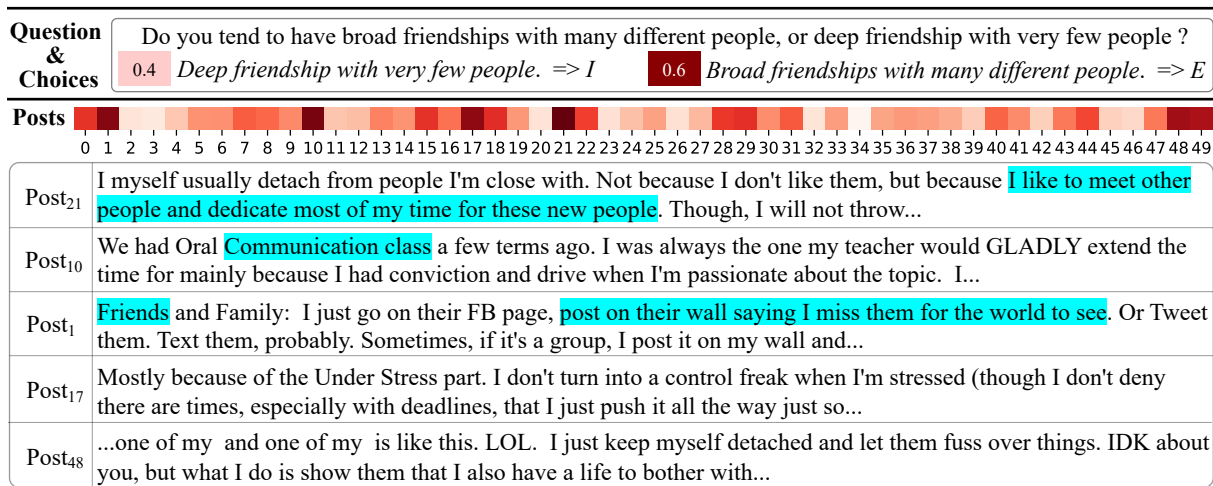 Question & Choices
Do you tend to have broad friendships with many different people, or deep friendship with very few people ?
0.4 Deep friendship with very few people. => I 0.6 Broad friendships with many different people. => E
Posts
0 1 2 3 4 5 6 7 8 9 10 11 12 13 14 15 16 17 18 19 20 21 22 23 24 25 26 27 28 29 30 31 32 33 34 35 36 37 38 39 40 41 42 43 44 45 46 47 48 49
Post21
I myself usually detach from people I'm close with. Not because I don't like them, but because I like to meet other
people and dedicate most of my time for these new people. Though, I will not throw...
Post10
We had Oral Communication class a few terms ago. I was always the one my teacher would GLADLY extend the
time for mainly because I had conviction and drive when I'm passionate about the topic. I...
Post1
Friends and Family: I just go on their FB page, post on their wall saying I miss them for the world to see. Or Tweet
them. Text them, probably. Sometimes, if it's a group, I post it on my wall and...
Post17
Mostly because of the Under Stress part. I don't turn into a control freak when I'm stressed (though I don't deny
there are times, especially with deadlines, that I just push it all the way just so...
Post48
...one of my and one of my is like this. LOL. I just keep myself detached and let them fuss over things. IDK about
you, but what I do is show them that I also have a life to bother with...